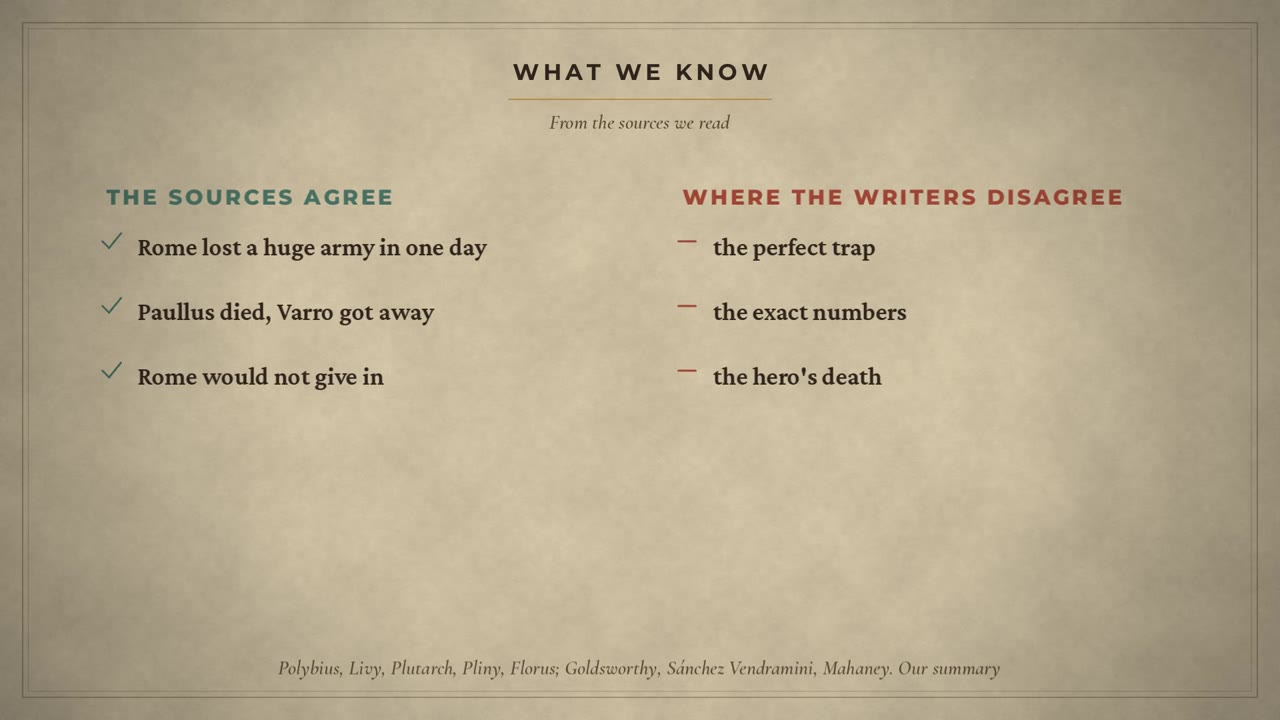 WHAT WE KNOW
From the sources we read
THE SOURCES AGREE
Rome lost a huge army in one day
Paullus died, Varro got away
Rome would not give in
WHERE THE WRITERS DISAGREE
the perfect trap
the exact numbers
the hero's death
Polybius, Livy, Plutarch, Pliny, Florus; Goldsworthy, Sánchez Vendramini, Mahaney. Our summary